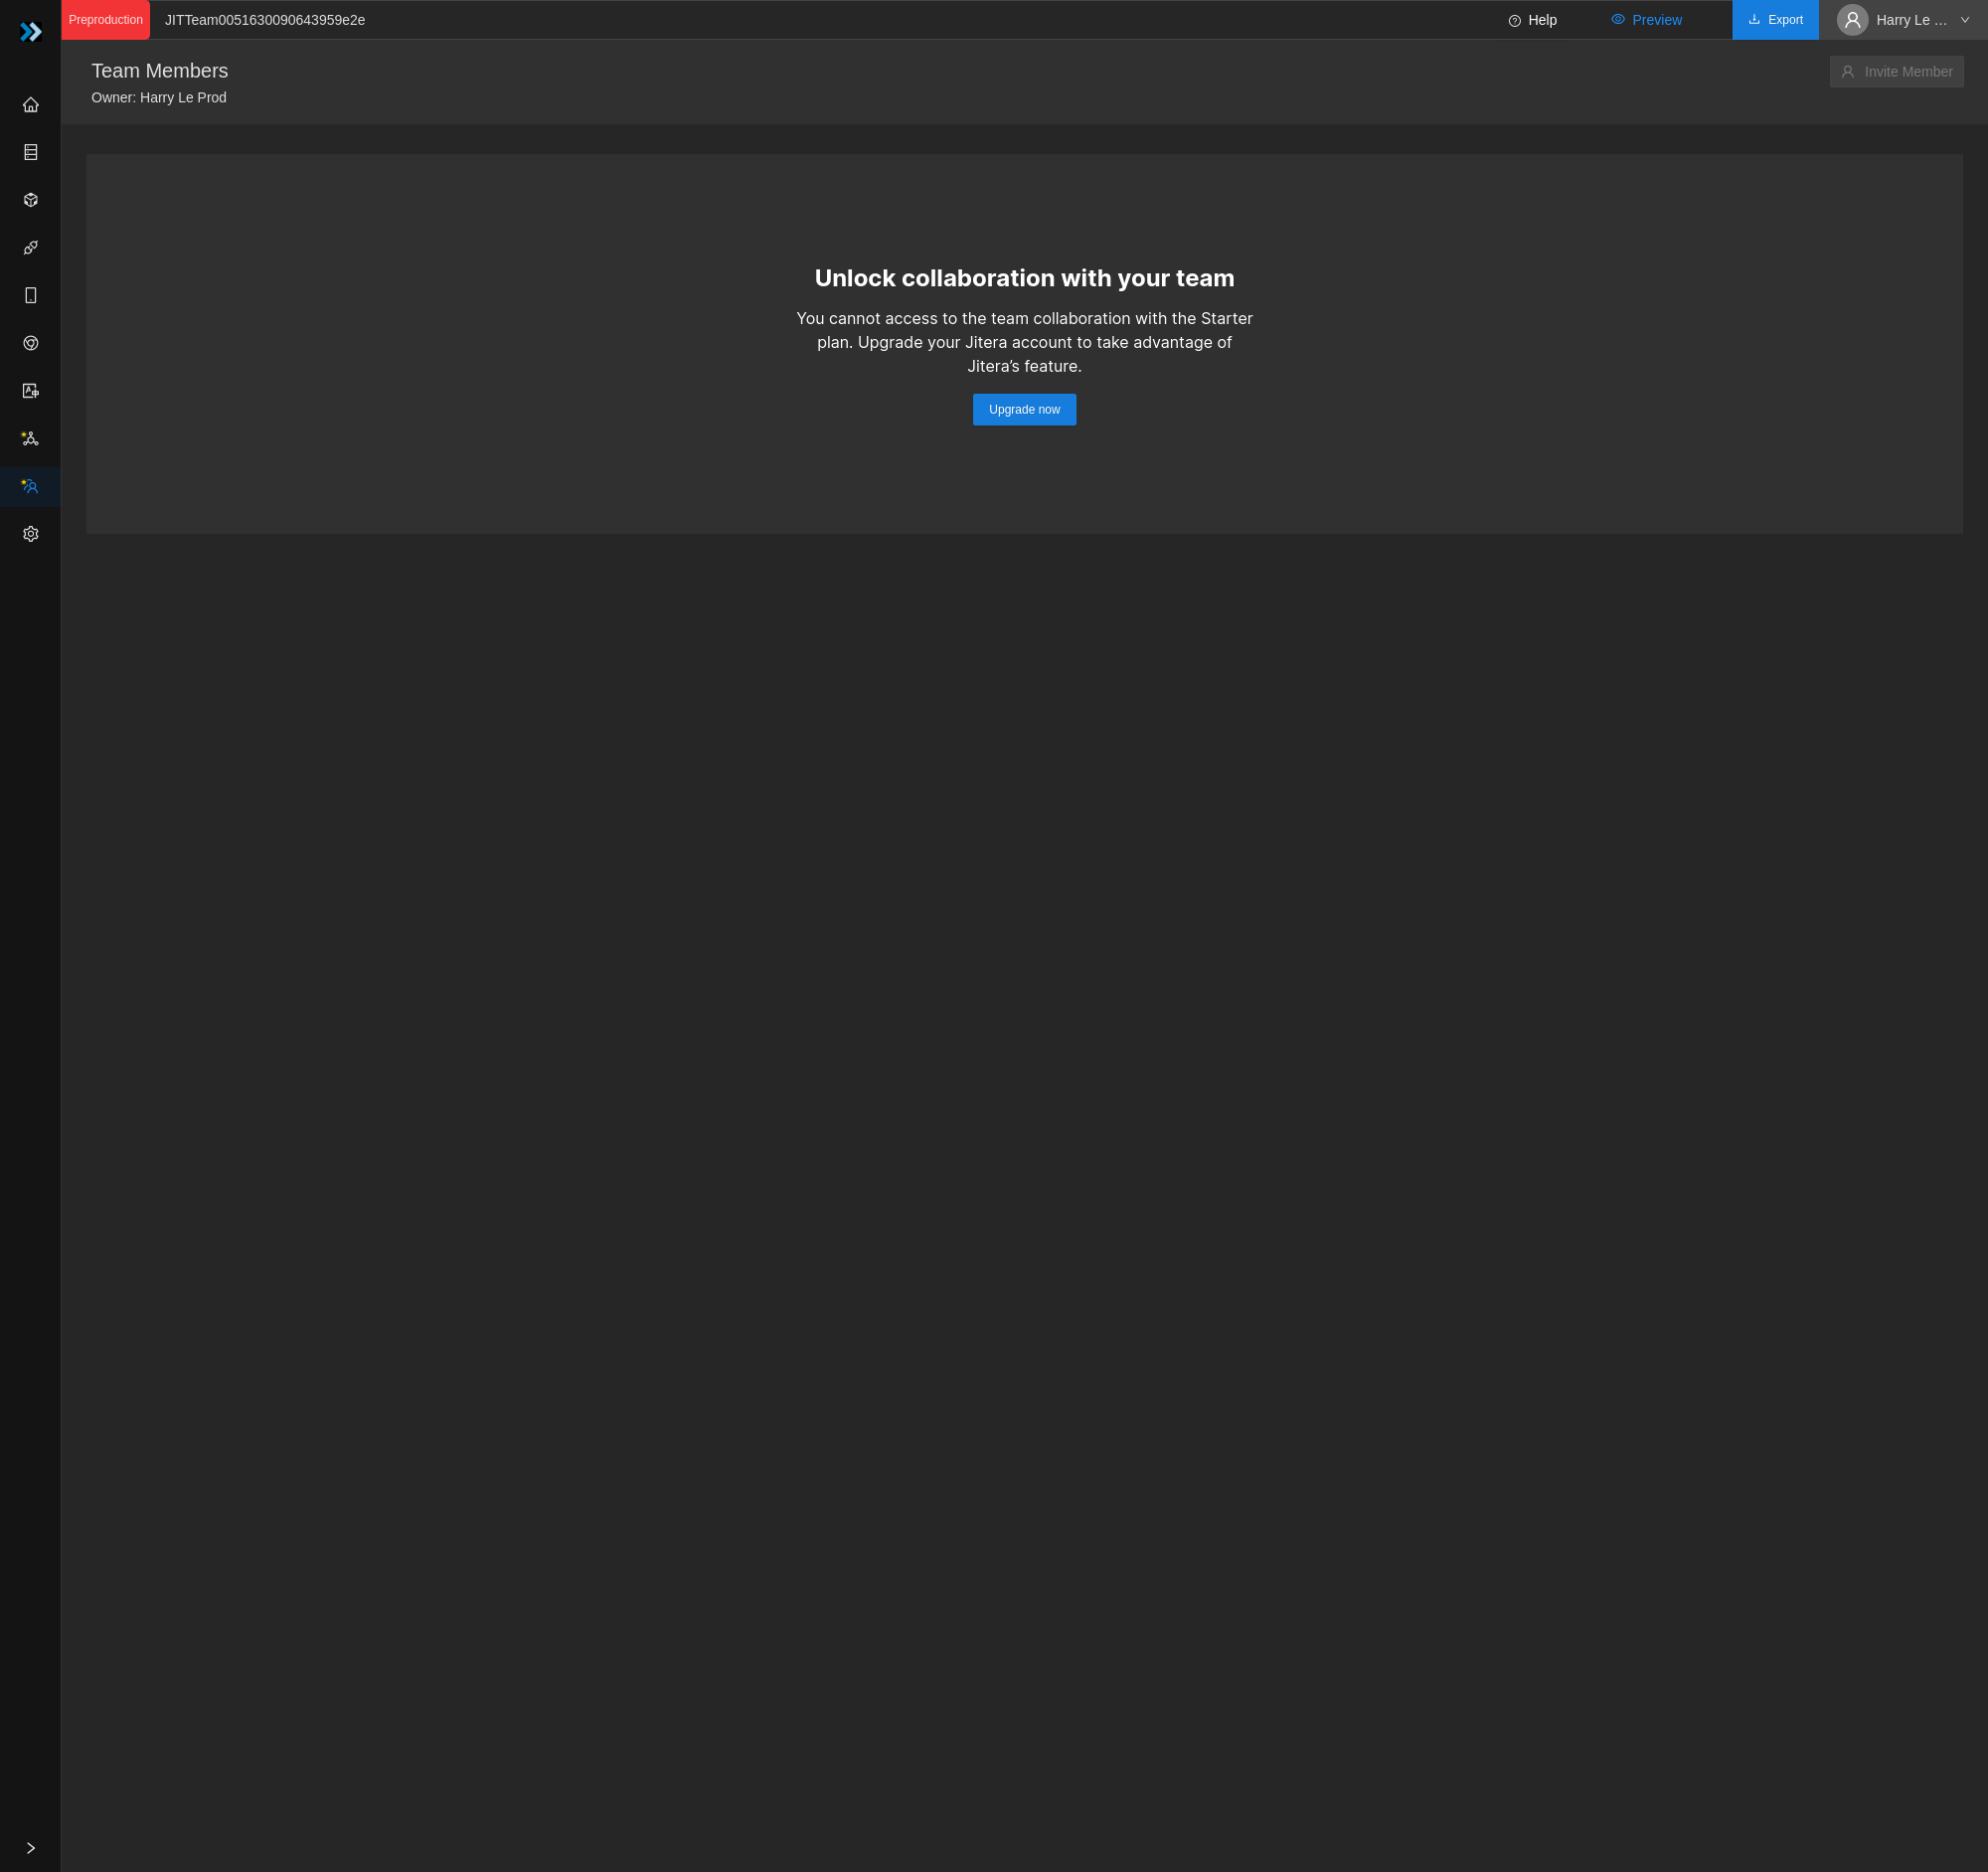 Preproduction JITTeam0051630090643959e2e Help Preview Export Harry Le ...
Team Members
Invite Member
Owner: Harry Le Prod
Unlock collaboration with your team
You cannot access to the team collaboration with the Starter
plan. Upgrade your Jitera account to take advantage of
Jitera’s feature.
Upgrade now